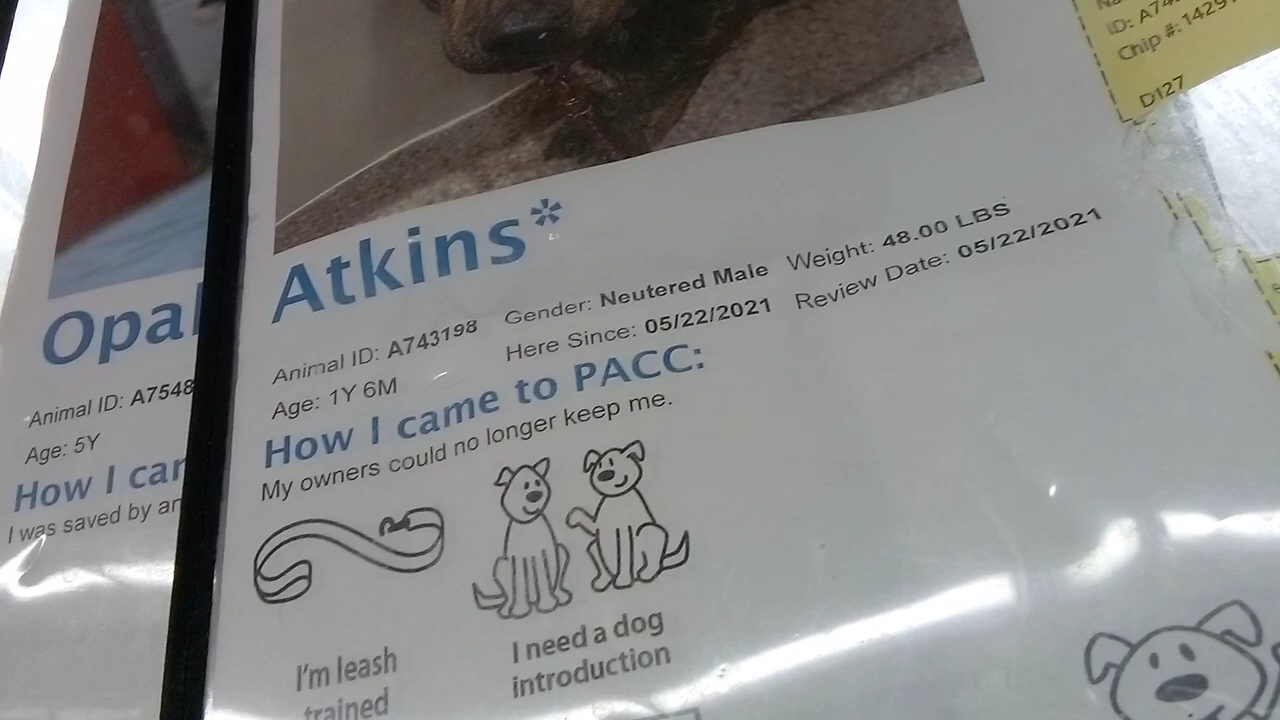 ID: A74
Chip #: 1429
D127
Opal
Animal ID: A7548
Age: 5Y
How I car
I was saved by an
Atkins*
Animal ID: A743198 Gender: Neutered Male Weight: 48.00 LBS
Age: 1Y 6M Here Since: 05/22/2021 Review Date: 05/22/2021
How I came to PACC:
My owners could no longer keep me.
I'm leash
trained
I need a dog
introduction